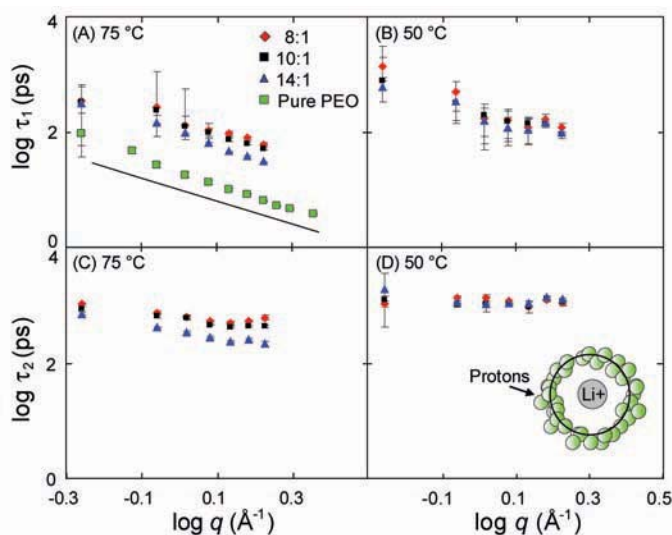 4
(A) 75 °C
8:1
10:1
14:1
Pure PEO
(B) 50 °C
log τ₁ (ps)
2
0
4
(C) 75 °C
(D) 50 °C
log τ₂ (ps)
2
Protons
Li+
0
-0.3 -0.1 0.1 0.3
-0.1 0.1 0.3 0.5
log q (Å⁻¹)
log q (Å⁻¹)